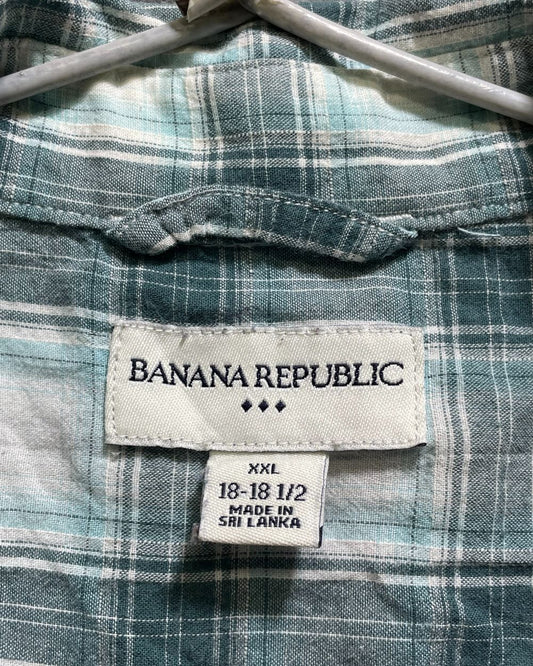 BANANA REPUBLIC
XXL
18-18 1/2
MADE IN
SRI LANKA